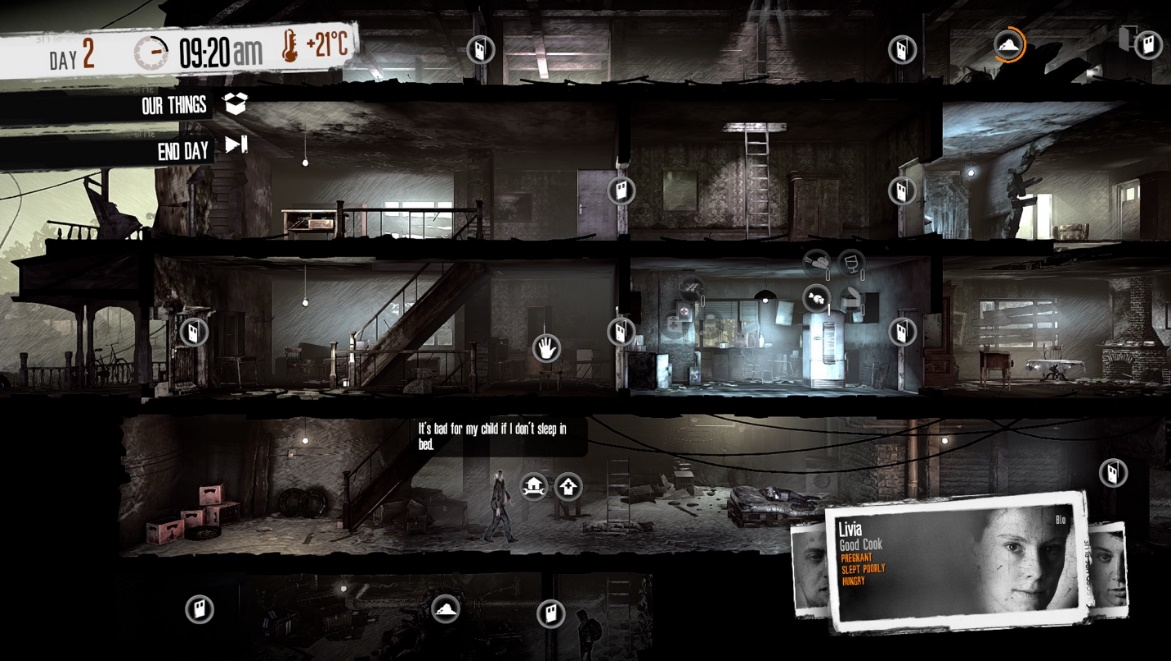 DAY 2
09:20am
+21°C
OUR THINGS
END DAY
It's bad for my child if I don't sleep in
bed.
Livia
Bio
Good Cook
PREGNANT
SLEPT POORLY
HUNGRY